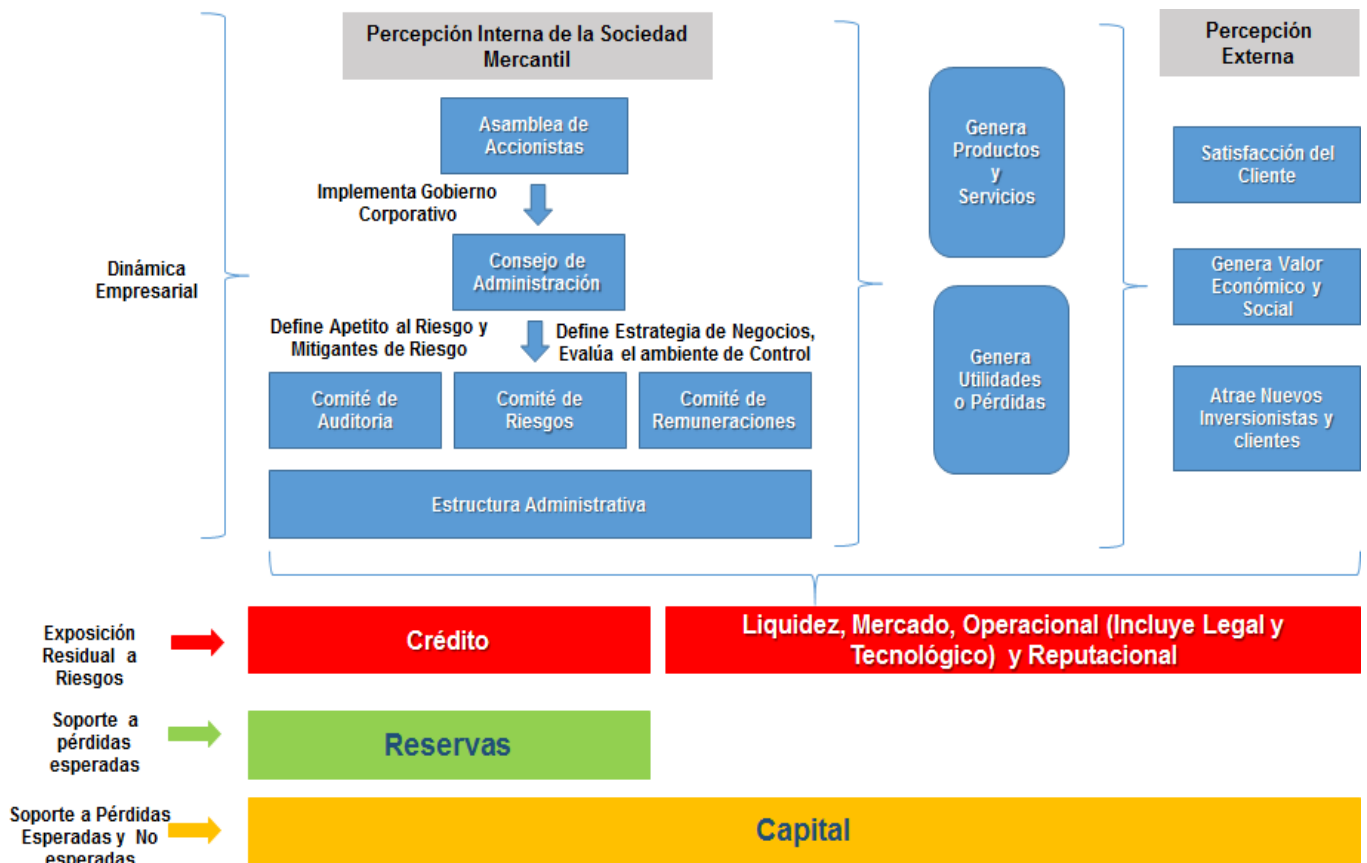 Percepción Interna de la Sociedad
Mercantil
Percepción
Externa
Asamblea de
Accionistas
Implementa Gobierno
Corporativo
Consejo de
Administración
Dinámica
Empresarial
Define Apetito al Riesgo y
Mitigantes de Riesgo
Define Estrategia de Negocios,
Evalúa el ambiente de Control
Comité de
Auditoria
Comité de
Riesgos
Comité de
Remuneraciones
Estructura Administrativa
Genera
Productos
y
Servicios
Genera
Utilidades
o Pérdidas
Satisfacción del
Cliente
Genera Valor
Económico y
Social
Atrae Nuevos
Inversionistas y
clientes
Exposición
Residual a
Riesgos
Crédito
Liquidez, Mercado, Operacional (Incluye Legal y
Tecnológico) y Reputacional
Soporte a
pérdidas
esperadas
Reservas
Soporte a Pérdidas
Esperadas y No
esperadas
Capital